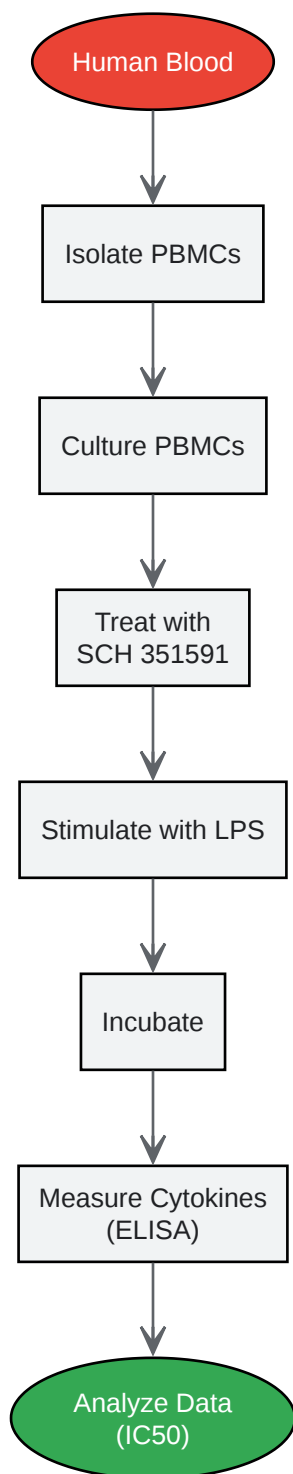 Human Blood
Isolate PBMCs
Culture PBMCs
Treat with
SCH 351591
Stimulate with LPS
Incubate
Measure Cytokines
(ELISA)
Analyze Data
(IC50)